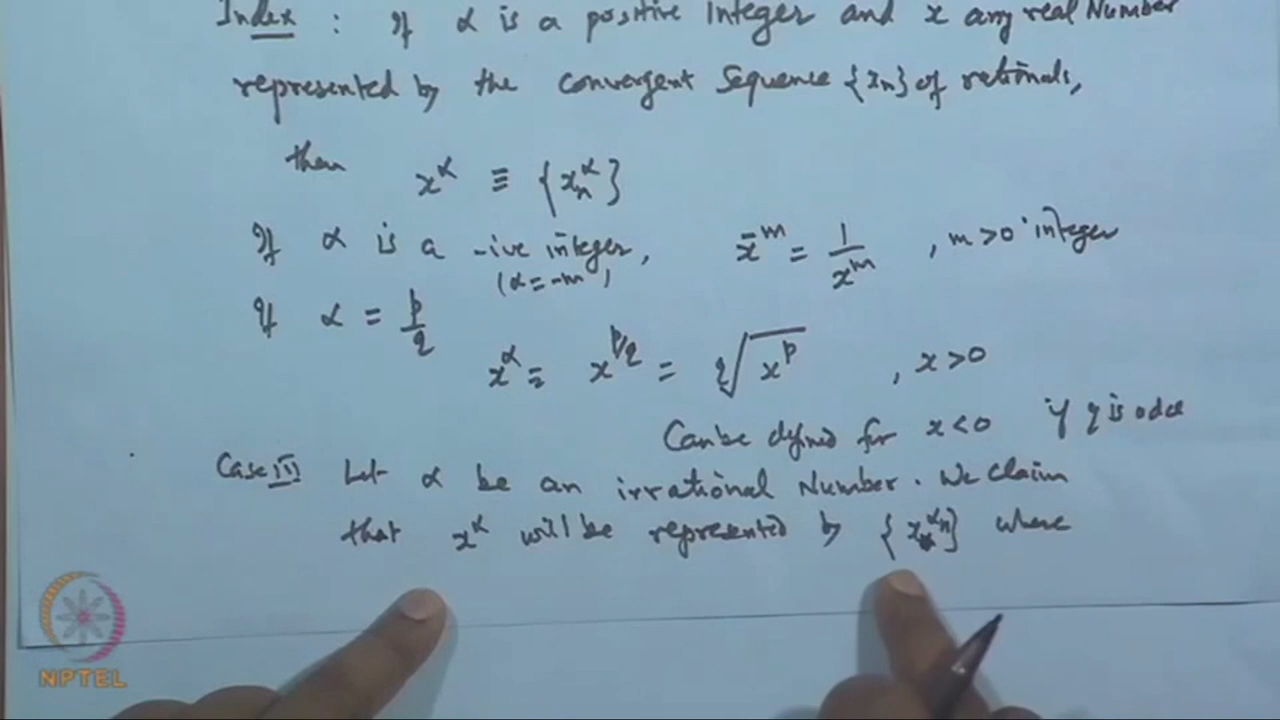 Index : If α is a positive Integer and x any real Number
represented by the convergent sequence {xn} of rationals,
then x^α ≡ {xn^α}
If α is a -ive integer, x^-m = 1/x^m , m>0 integer
(α=-m)
If α = p/q
x^α = x^p/q = q√x^p , x>0
Can be defined for x<0 if q is odd
Case III) Let α be an irrational Number. We Claim
that x^α will be represented by {x^αn} where
NPTEL